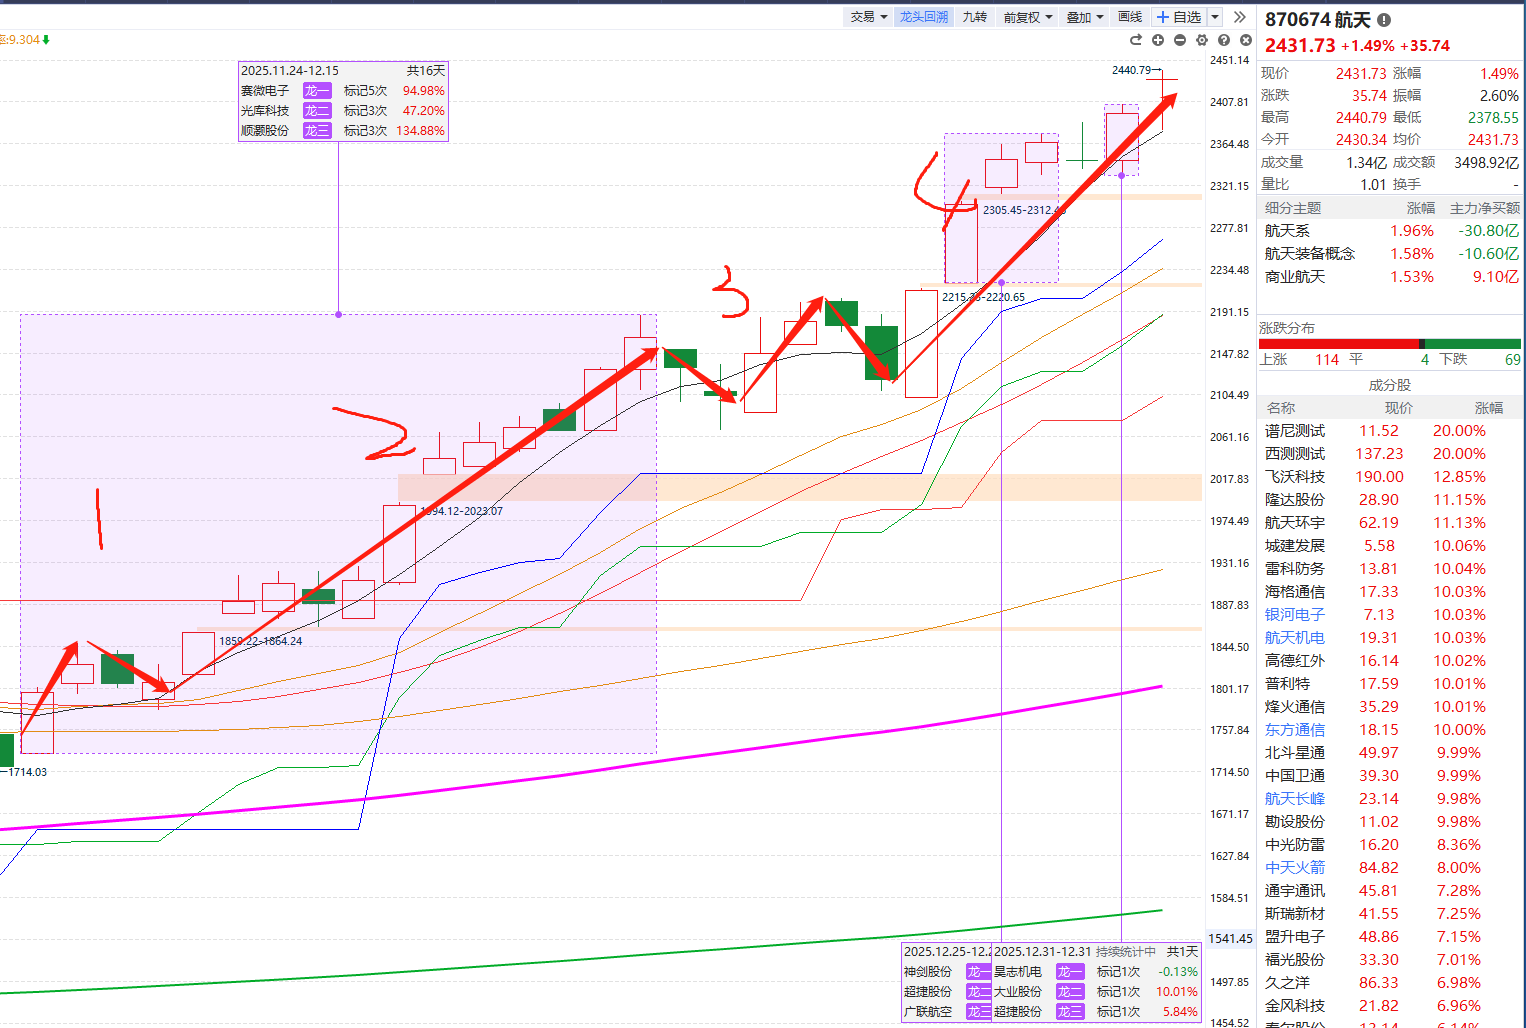 交易 龙头回溯 九转 前复权 叠加 画线 自选
9.304
2025.11.24-12.15 共16天
赛微电子 龙一 标记5次 94.98%
光库科技 龙二 标记3次 47.20%
顺灏股份 龙三 标记3次 134.88%
2440.79
2451.14
2407.81
2364.48
2321.15
2277.81
2234.48
2191.15
2147.82
2104.49
2061.16
2017.83
1974.49
1931.16
1887.83
1844.50
1801.17
1757.84
1714.50
1671.17
1627.84
1584.51
1541.45
1497.85
1454.52
1
2
3
4
2305.45-2312.4
2215.
-2220.65
94.12-2023.07
1859.22-1864.24
1714.03
2025.12.25-12.2
神剑股份 龙一
超捷股份 龙二
广联航空 龙三
2025.12.31-12.31 持续统计中 共1天
昊志机电 龙一 标记1次 -0.13%
大业股份 龙二 标记1次 10.01%
超捷股份 龙三 标记1次 5.84%
870674 航天
2431.73 +1.49% +35.74
现价 2431.73 涨幅 1.49%
涨跌 35.74 振幅 2.60%
最高 2440.79 最低 2378.55
今开 2430.34 均价 2431.73
成交量 1.34亿 成交额 3498.92亿
量比 1.01 换手 -
细分主题 涨幅 主力净买额
航天系 1.96% -30.80亿
航天装备概念 1.58% -10.60亿
商业航天 1.53% 9.10亿
涨跌分布
上涨 114 平 4 下跌 69
成分股
名称 现价 涨幅
谱尼测试 11.52 20.00%
西测测试 137.23 20.00%
飞沃科技 190.00 12.85%
隆达股份 28.90 11.15%
航天环宇 62.19 11.13%
城建发展 5.58 10.06%
雷科防务 13.81 10.04%
海格通信 17.33 10.03%
银河电子 7.13 10.03%
航天机电 19.31 10.03%
高德红外 16.14 10.02%
普利特 17.59 10.01%
烽火通信 35.29 10.01%
东方通信 18.15 10.00%
北斗星通 49.97 9.99%
中国卫通 39.30 9.99%
航天长峰 23.14 9.98%
勘设股份 11.02 9.98%
中光防雷 16.20 8.36%
中天火箭 84.82 8.00%
通宇通讯 45.81 7.28%
斯瑞新材 41.55 7.25%
盟升电子 48.86 7.15%
福光股份 33.30 7.01%
久之洋 86.33 6.98%
金风科技 21.82 6.96%